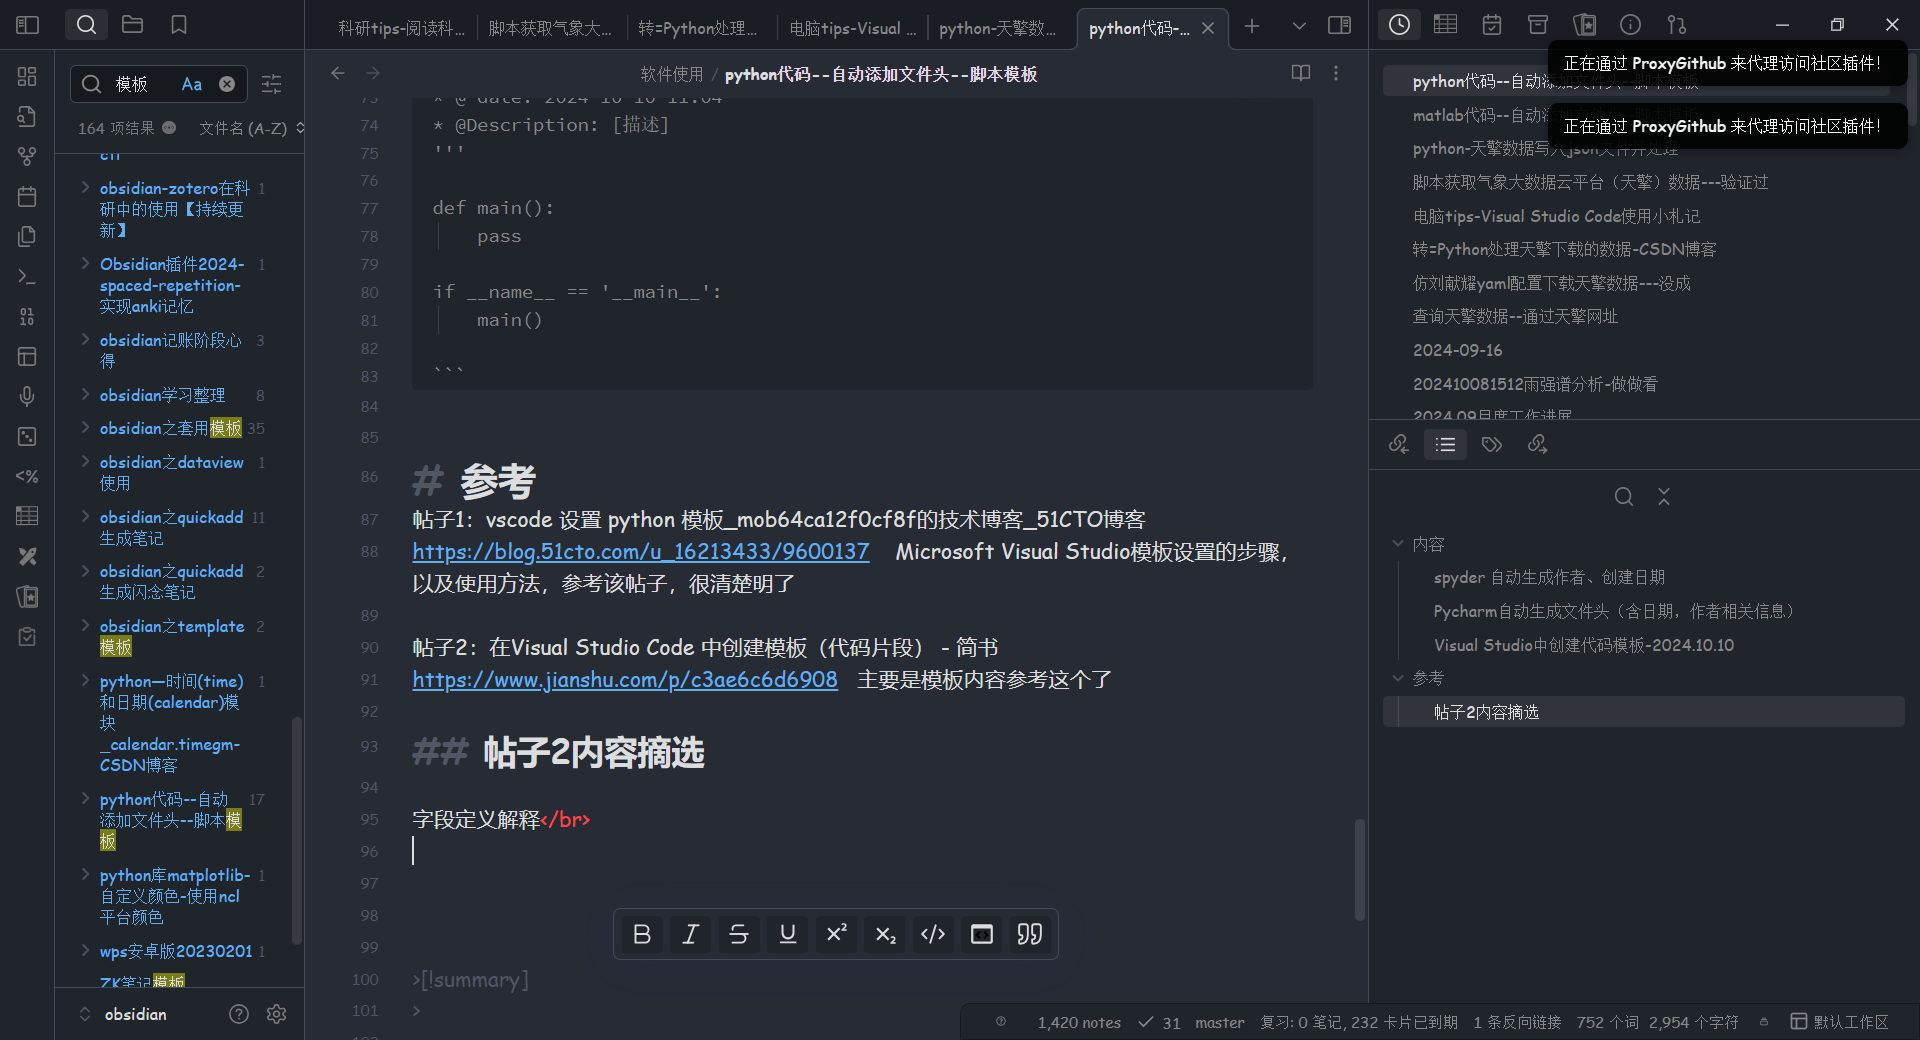 科研tips-阅读科...
脚本获取气象大...
转=Python处理...
电脑tips-Visual ...
python-天擎数...
python代码-...
模板
Aa
164 项结果
文件名 (A-Z)
obsidian-zotero在科
研中的使用【持续更
新】
1
Obsidian插件2024-
spaced-repetition-
实现anki记忆
1
obsidian记账阶段心
得
3
obsidian学习整理
8
obsidian之套用模板
35
obsidian之dataview
使用
1
obsidian之quickadd
生成笔记
11
obsidian之quickadd
生成闪念笔记
2
obsidian之template
模板
2
python—时间(time)
和日期(calendar)模
块
_calendar.timegm-
CSDN博客
1
python代码--自动
添加文件头--脚本模
板
17
python库matplotlib-
自定义颜色-使用ncl
平台颜色
1
wps安卓版20230201
1
ZK笔记模板
obsidian
软件使用 / python代码--自动添加文件头--脚本模板
73 * @ date: 2024-10-10 11:04
74 * @Description: [描述]
75 '''
76
77 def main():
78 pass
79
80 if __name__ == '__main__':
81 main()
82
83 ```
84
85
86 # 参考
87 帖子1：vscode 设置 python 模板_mob64ca12f0cf8f的技术博客_51CTO博客
88 https://blog.51cto.com/u_16213433/9600137 Microsoft Visual Studio模板设置的步骤，
以及使用方法，参考该帖子，很清楚明了
89
90 帖子2：在Visual Studio Code 中创建模板（代码片段） - 简书
91 https://www.jianshu.com/p/c3ae6c6d6908 主要是模板内容参考这个了
92
93 ## 帖子2内容摘选
94
95 字段定义解释</br>
96
97
98
99
100 >[!summary]
101 >
B I S U X² X₂ </>
正在通过 ProxyGithub 来代理访问社区插件！
正在通过 ProxyGithub 来代理访问社区插件！
python代码--自动添加文件头--脚本模板
matlab代码--自动添
python-天擎数据写入json文件并处理
脚本获取气象大数据云平台（天擎）数据---验证过
电脑tips-Visual Studio Code使用小札记
转=Python处理天擎下载的数据-CSDN博客
仿刘献耀yaml配置下载天擎数据---没成
查询天擎数据--通过天擎网址
2024-09-16
202410081512雨强谱分析-做做看
2024.09月度工作进展
内容
spyder 自动生成作者、创建日期
Pycharm自动生成文件头（含日期，作者相关信息）
Visual Studio中创建代码模板-2024.10.10
参考
帖子2内容摘选
1,420 notes
31
master
复习: 0 笔记, 232 卡片已到期
1 条反向链接
752 个词
2,954 个字符
默认工作区